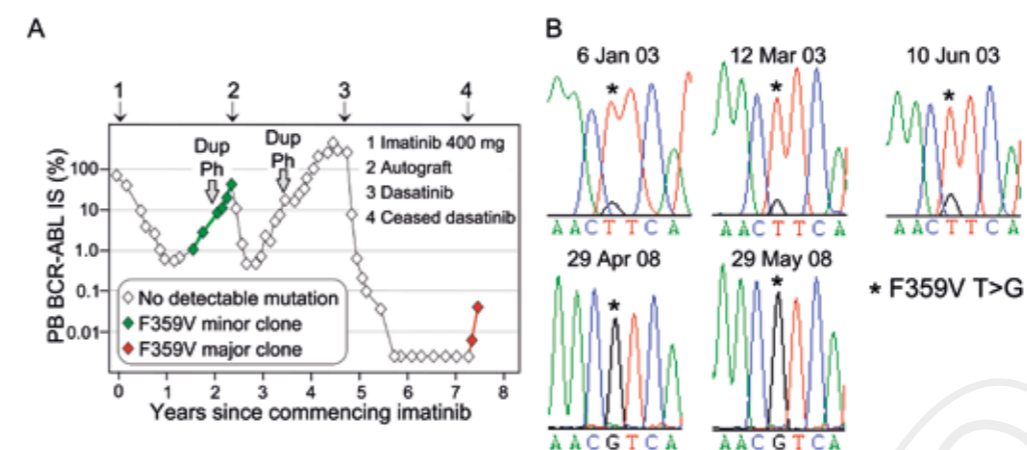 A
1 2 3 4
PB BCR-ABL IS (%)
100
10
1.0
0.1
0.01
Dup Ph
Dup Ph
1 Imatinib 400 mg
2 Autograft
3 Dasatinib
4 Ceased dasatinib
No detectable mutation
F359V minor clone
F359V major clone
0 1 2 3 4 5 6 7 8
Years since commencing imatinib
B
6 Jan 03 12 Mar 03 10 Jun 03
* * *
A A C T T C A A A C T T C A A A C T T C A
29 Apr 08 29 May 08
* *
* F359V T>G
A A C G T C A A A C G T C A